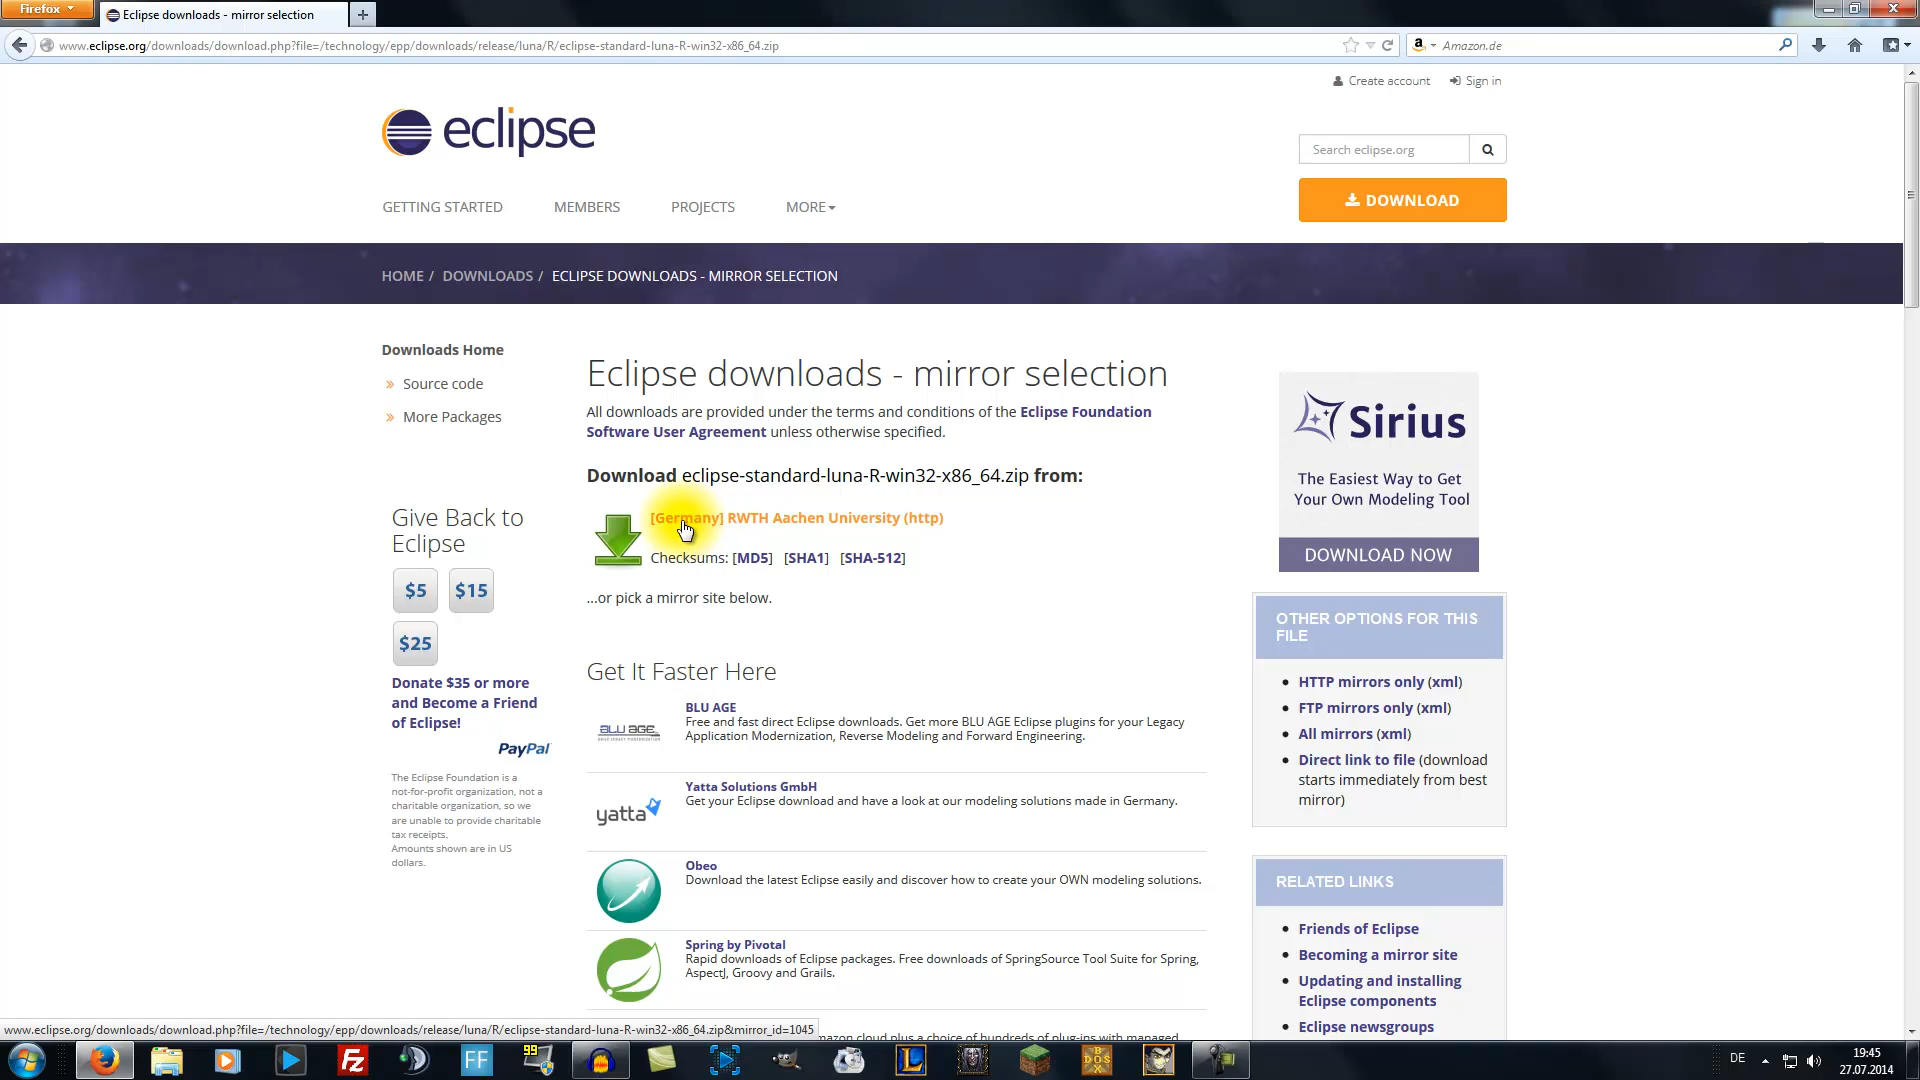 Firefox
Eclipse downloads - mirror selection
www.eclipse.org/downloads/download.php?file=/technology/epp/downloads/release/luna/R/eclipse-standard-luna-R-win32-x86_64.zip
Amazon.de
Create account
Sign in
eclipse
Search eclipse.org
GETTING STARTED
MEMBERS
PROJECTS
MORE
DOWNLOAD
HOME / DOWNLOADS / ECLIPSE DOWNLOADS - MIRROR SELECTION
Downloads Home
Source code
More Packages
Give Back to
Eclipse
$5
$15
$25
Donate $35 or more
and Become a Friend
of Eclipse!
PayPal
The Eclipse Foundation is a
not-for-profit organization, not a
charitable organization, so we
are unable to provide charitable
tax receipts.
Amounts shown are in US
dollars.
Eclipse downloads - mirror selection
All downloads are provided under the terms and conditions of the Eclipse Foundation
Software User Agreement unless otherwise specified.
Download eclipse-standard-luna-R-win32-x86_64.zip from:
[Germany] RWTH Aachen University (http)
Checksums: [MD5] [SHA1] [SHA-512]
...or pick a mirror site below.
Get It Faster Here
BLU AGE
BLU AGE
Free and fast direct Eclipse downloads. Get more BLU AGE Eclipse plugins for your Legacy
Application Modernization, Reverse Modeling and Forward Engineering.
yatta
Yatta Solutions GmbH
Get your Eclipse download and have a look at our modeling solutions made in Germany.
Obeo
Download the latest Eclipse easily and discover how to create your OWN modeling solutions.
Spring by Pivotal
Rapid downloads of Eclipse packages. Free downloads of SpringSource Tool Suite for Spring,
AspectJ, Groovy and Grails.
mazon cloud plus a choice of hundreds of plug-ins with managed
Sirius
The Easiest Way to Get
Your Own Modeling Tool
DOWNLOAD NOW
OTHER OPTIONS FOR THIS
FILE
HTTP mirrors only (xml)
FTP mirrors only (xml)
All mirrors (xml)
Direct link to file (download
starts immediately from best
mirror)
RELATED LINKS
Friends of Eclipse
Becoming a mirror site
Updating and installing
Eclipse components
Eclipse newsgroups
www.eclipse.org/downloads/download.php?file=/technology/epp/downloads/release/luna/R/eclipse-standard-luna-R-win32-x86_64.zip&mirror_id=1045
FF
99
L
DE
19:45
27.07.2014